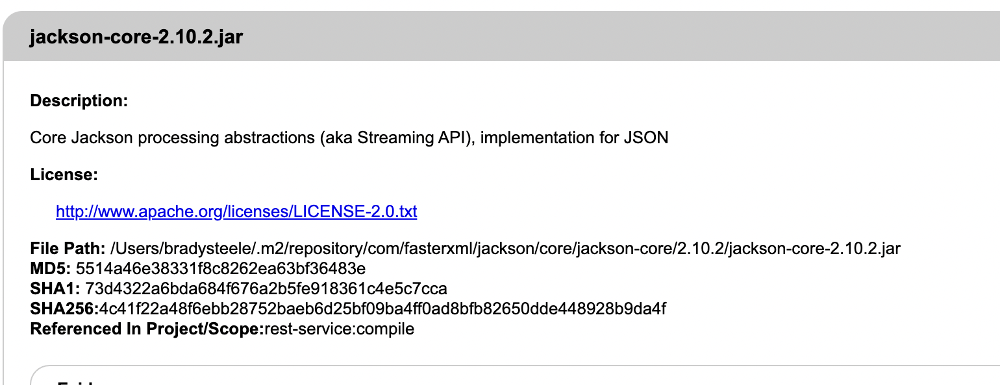 jackson-core-2.10.2.jar
Description:
Core Jackson processing abstractions (aka Streaming API), implementation for JSON
License:
http://www.apache.org/licenses/LICENSE-2.0.txt
File Path: /Users/bradysteele/.m2/repository/com/fasterxml/jackson/core/jackson-core/2.10.2/jackson-core-2.10.2.jar
MD5: 5514a46e38331f8c8262ea63bf36483e
SHA1: 73d4322a6bda684f676a2b5fe918361c4e5c7cca
SHA256:4c41f22a48f6ebb28752baeb6d25bf09ba4ff0ad8bfb82650dde448928b9da4f
Referenced In Project/Scope:rest-service:compile